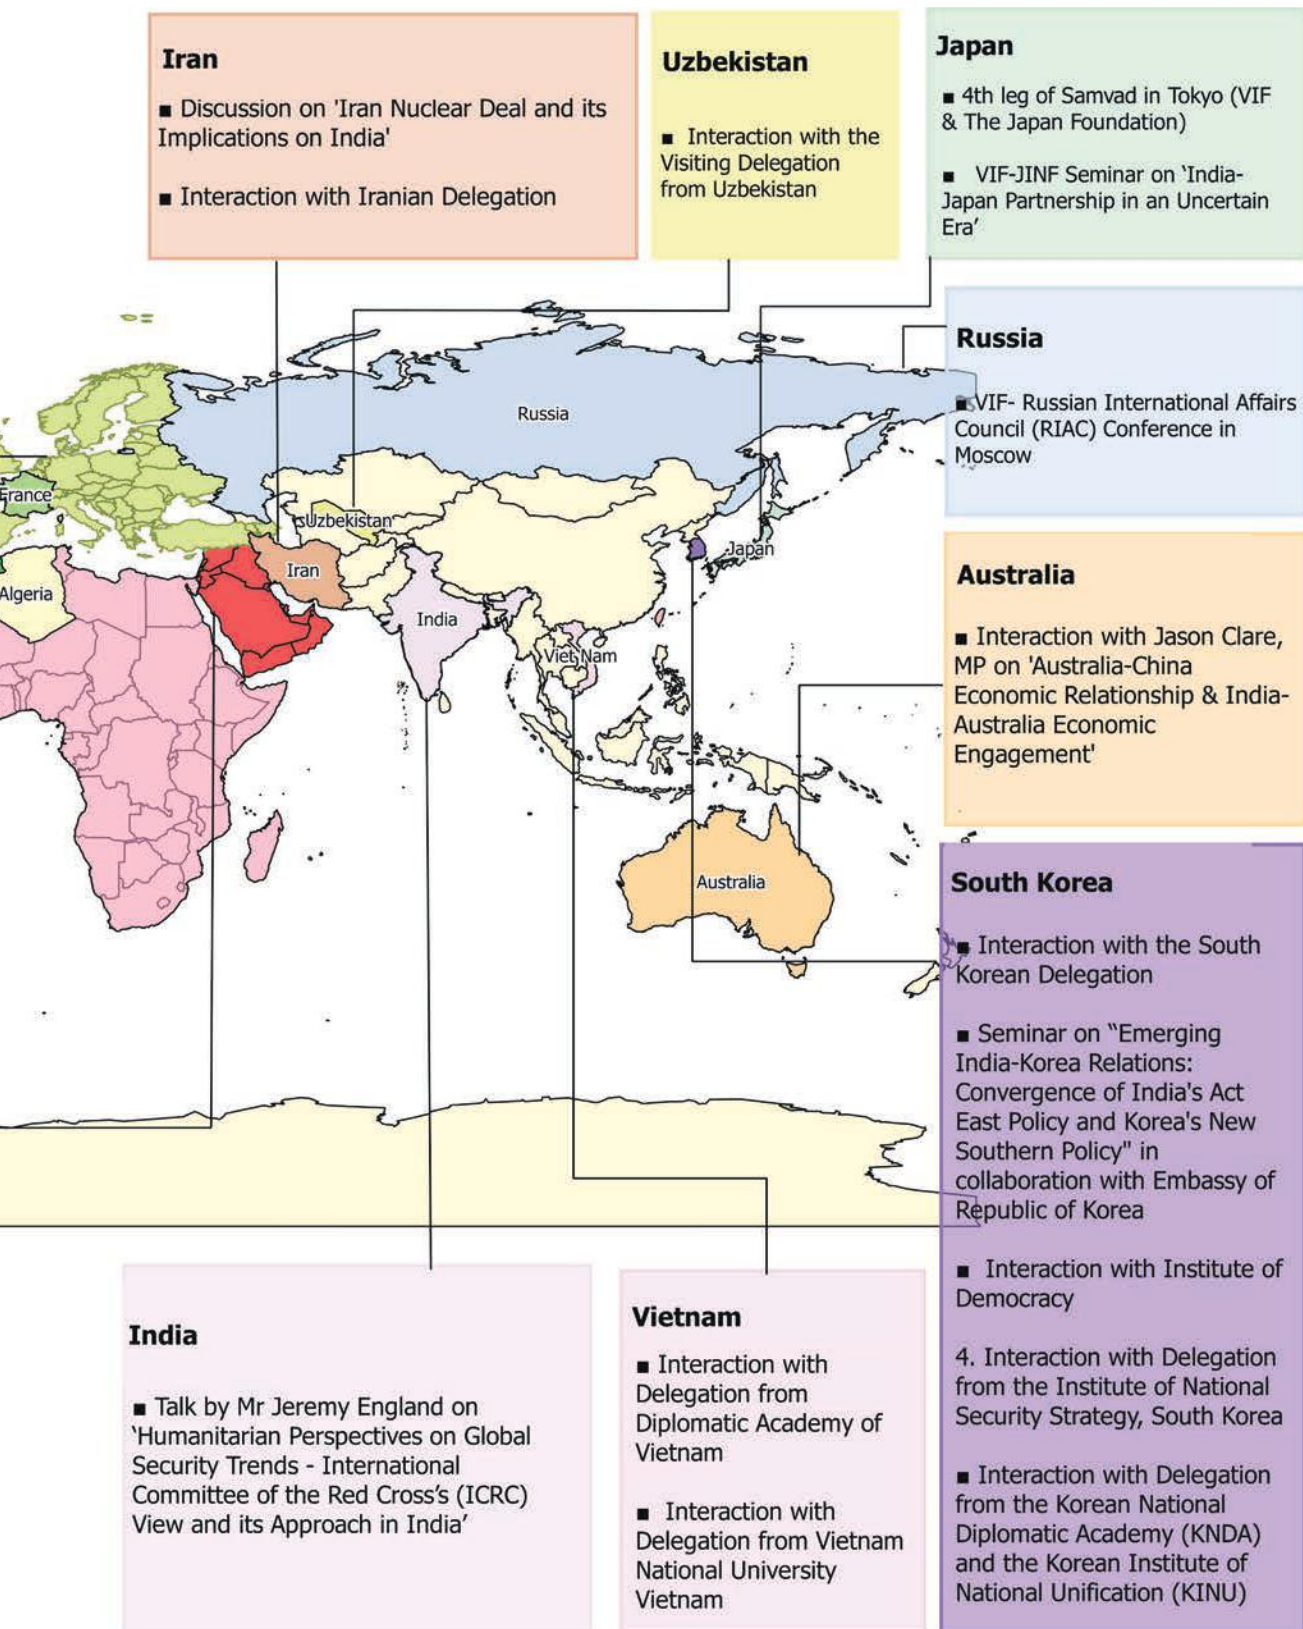 Iran
■ Discussion on 'Iran Nuclear Deal and its
Implications on India'
■ Interaction with Iranian Delegation
Uzbekistan
■ Interaction with the
Visiting Delegation
from Uzbekistan
Japan
■ 4th leg of Samvad in Tokyo (VIF
& The Japan Foundation)
■ VIF-JINF Seminar on ‘India-
Japan Partnership in an Uncertain
Era’
Russia
■ VIF- Russian International Affairs
Council (RIAC) Conference in
Moscow
Russia
France
Uzbekistan
Japan
Iran
Algeria
India
Viet Nam
Australia
Australia
■ Interaction with Jason Clare,
MP on 'Australia-China
Economic Relationship & India-
Australia Economic
Engagement'
South Korea
■ Interaction with the South
Korean Delegation
■ Seminar on “Emerging
India-Korea Relations:
Convergence of India's Act
East Policy and Korea's New
Southern Policy" in
collaboration with Embassy of
Republic of Korea
■ Interaction with Institute of
Democracy
4. Interaction with Delegation
from the Institute of National
Security Strategy, South Korea
■ Interaction with Delegation
from the Korean National
Diplomatic Academy (KNDA)
and the Korean Institute of
National Unification (KINU)
India
■ Talk by Mr Jeremy England on
‘Humanitarian Perspectives on Global
Security Trends - International
Committee of the Red Cross’s (ICRC)
View and its Approach in India’
Vietnam
■ Interaction with
Delegation from
Diplomatic Academy of
Vietnam
■ Interaction with
Delegation from Vietnam
National University
Vietnam